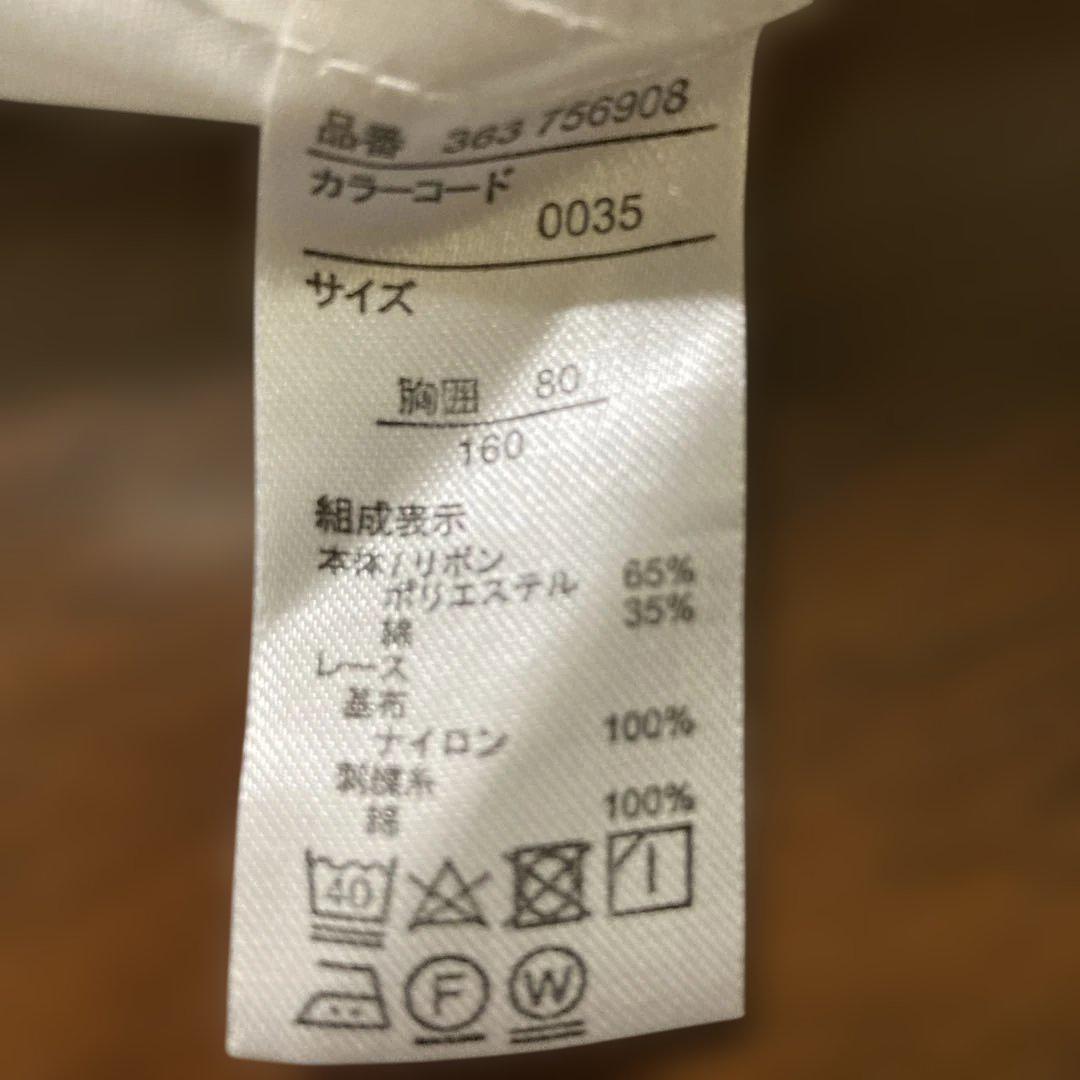 品番 363 756908
カラーコード
0035
サイズ
胸囲 80
160
組成表示
本体/リボン
ポリエステル 65%
綿 35%
レース
基布
ナイロン 100%
刺繍糸
綿 100%
40
F
W